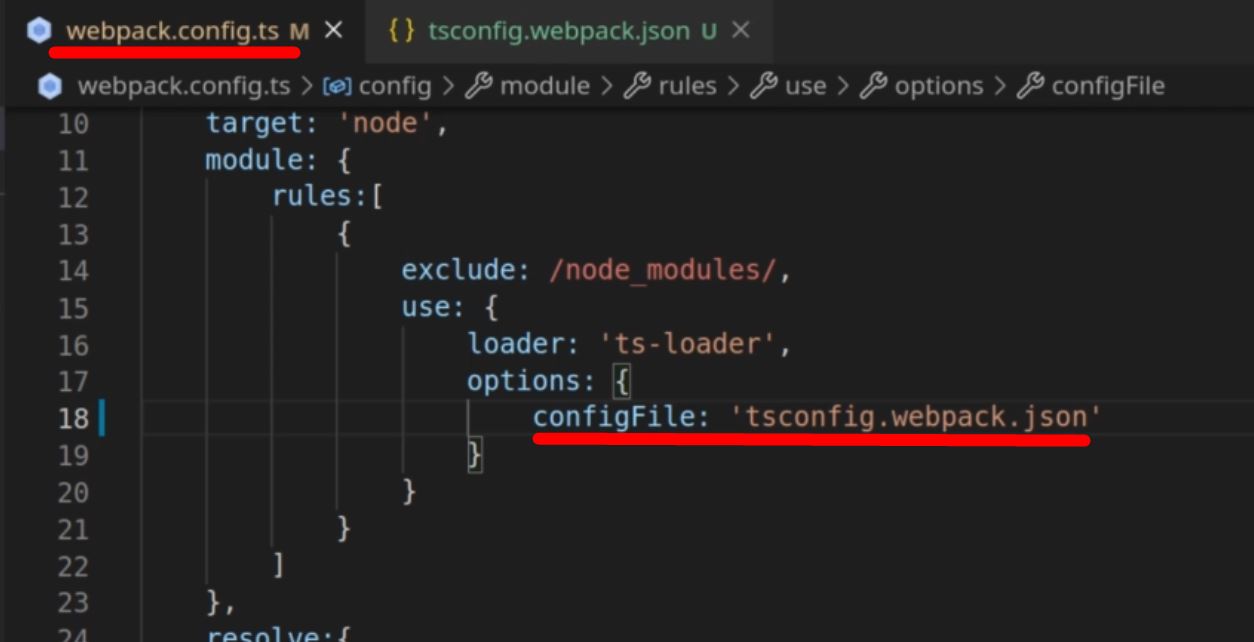 webpack.config.ts M
tsconfig.webpack.json U
webpack.config.ts > config > module > rules > use > options > configFile
10 target: 'node',
11 module: {
12 rules:[
13 {
14 exclude: /node_modules/,
15 use: {
16 loader: 'ts-loader',
17 options: {
18 configFile: 'tsconfig.webpack.json'
19 }
20 }
21 }
22 ]
23 },
24 resolve:{